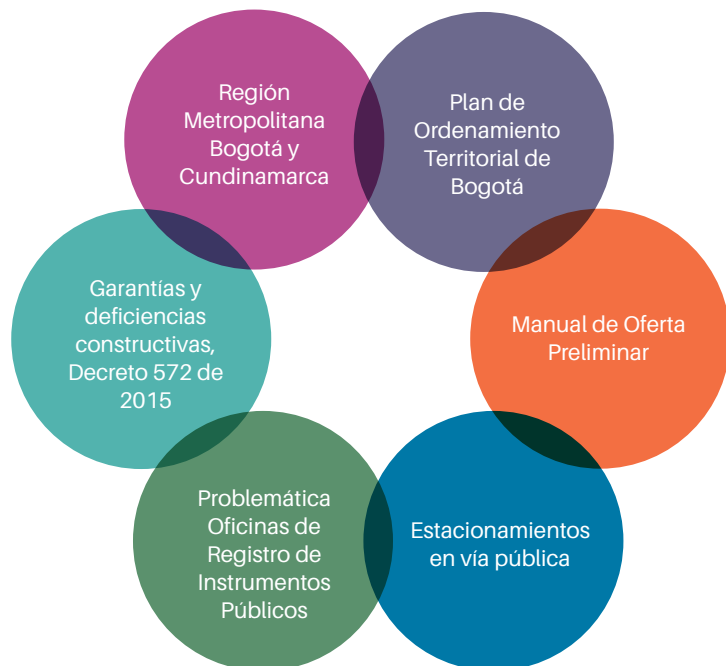 Región
Metropolitana
Bogotá y
Cundinamarca
Plan de
Ordenamiento
Territorial de
Bogotá
Manual de Oferta
Preliminar
Estacionamientos
en vía pública
Problemática
Oficinas de
Registro de
Instrumentos
Públicos
Garantías y
deficiencias
constructivas,
Decreto 572 de
2015